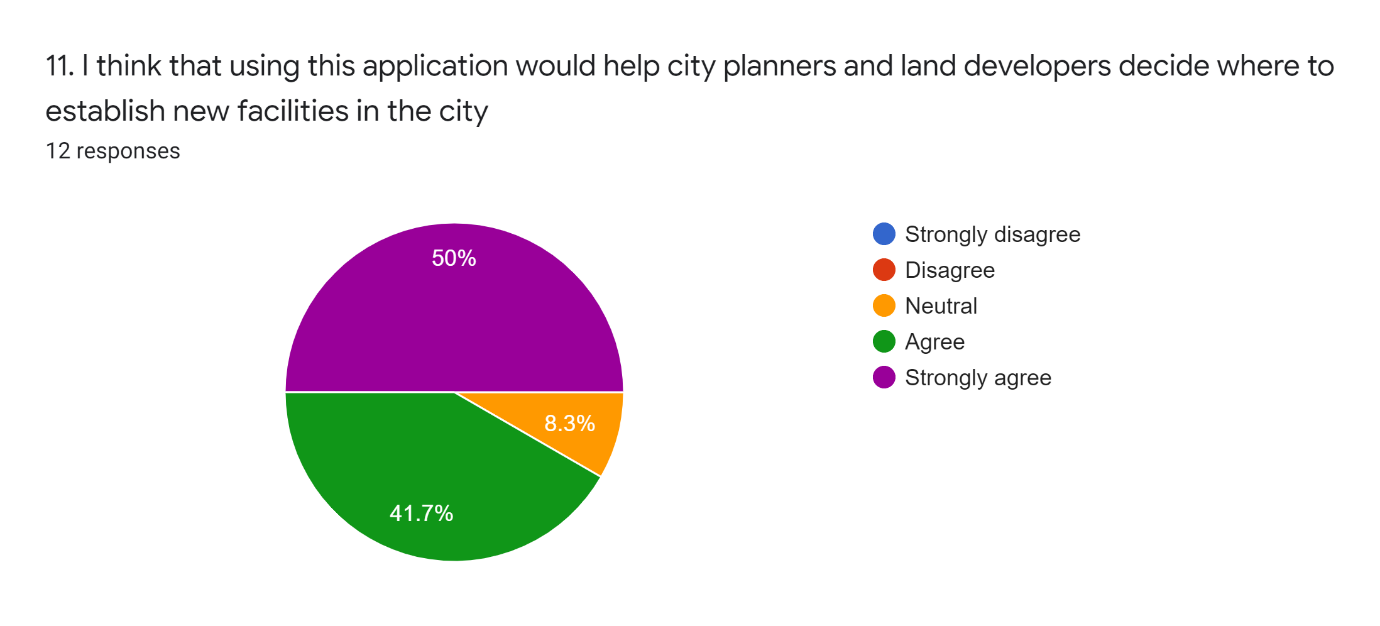 11. I think that using this application would help city planners and land developers decide where to
establish new facilities in the city
12 responses
50%
8.3%
41.7%
Strongly disagree
Disagree
Neutral
Agree
Strongly agree